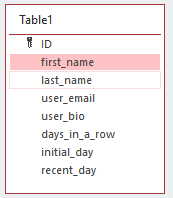 Table1
ID
first_name
last_name
user_email
user_bio
days_in_a_row
initial_day
recent_day